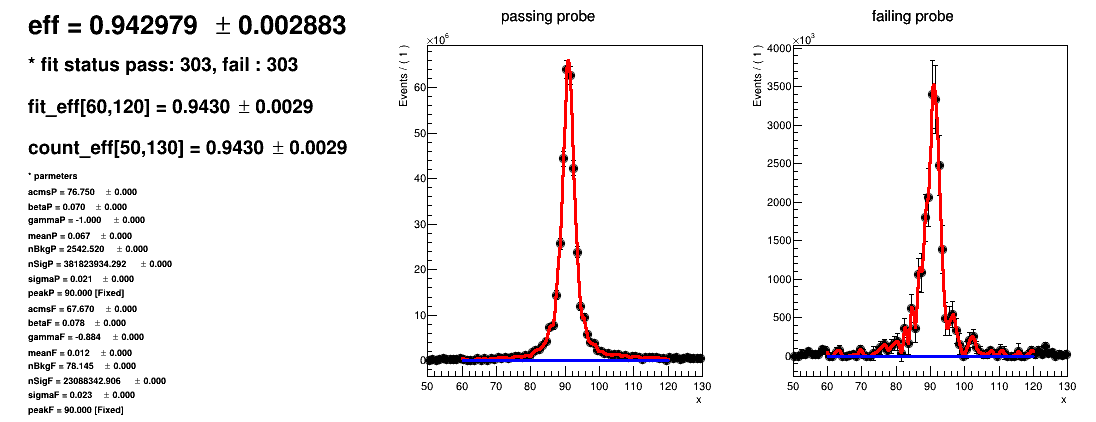 eff = 0.942979 ± 0.002883
* fit status pass: 303, fail : 303
fit_eff[60,120] = 0.9430 ± 0.0029
count_eff[50,130] = 0.9430 ± 0.0029
* parmeters
acmsP = 76.750 ± 0.000
betaP = 0.070 ± 0.000
gammaP = -1.000 ± 0.000
meanP = 0.067 ± 0.000
nBkgP = 2542.520 ± 0.000
nSigP = 381823934.292 ± 0.000
sigmaP = 0.021 ± 0.000
peakP = 90.000 [Fixed]
acmsF = 67.670 ± 0.000
betaF = 0.078 ± 0.000
gammaF = -0.884 ± 0.000
meanF = 0.012 ± 0.000
nBkgF = 78.145 ± 0.000
nSigF = 23088342.906 ± 0.000
sigmaF = 0.023 ± 0.000
peakF = 90.000 [Fixed]
passing probe
×10⁶
Events / ( 1 )
60
50
40
30
20
10
0
50 60 70 80 90 100 110 120 130
x
failing probe
×10³
Events / ( 1 )
4000
3500
3000
2500
2000
1500
1000
500
0
50 60 70 80 90 100 110 120 130
x